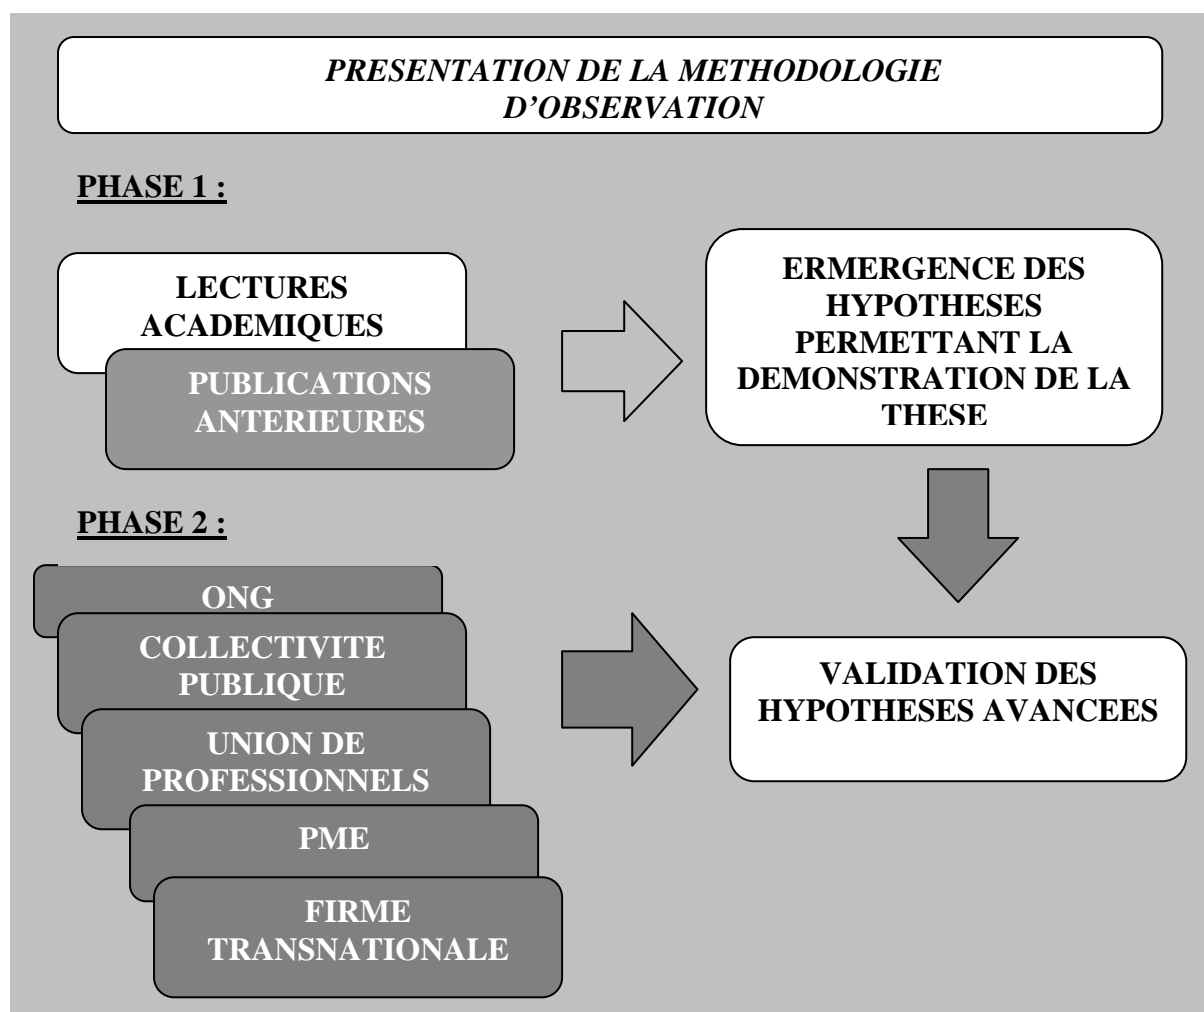 PRESENTATION DE LA METHODOLOGIE
D’OBSERVATION
PHASE 1 :
LECTURES
ACADEMIQUES
PUBLICATIONS
ANTERIEURES
ERMERGENCE DES
HYPOTHESES
PERMETTANT LA
DEMONSTRATION DE LA
THESE
PHASE 2 :
ONG
COLLECTIVITE
PUBLIQUE
UNION DE
PROFESSIONNELS
PME
FIRME
TRANSNATIONALE
VALIDATION DES
HYPOTHESES AVANCEES